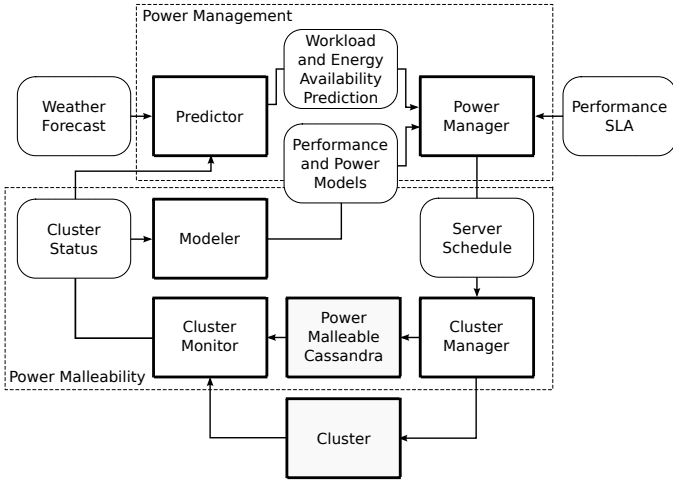 Power Management
Workload
and Energy
Availability
Prediction
Weather
Forecast
Predictor
Power
Manager
Performance
SLA
Performance
and Power
Models
Cluster
Status
Modeler
Server
Schedule
Cluster
Monitor
Power
Malleable
Cassandra
Cluster
Manager
Power Malleability
Cluster